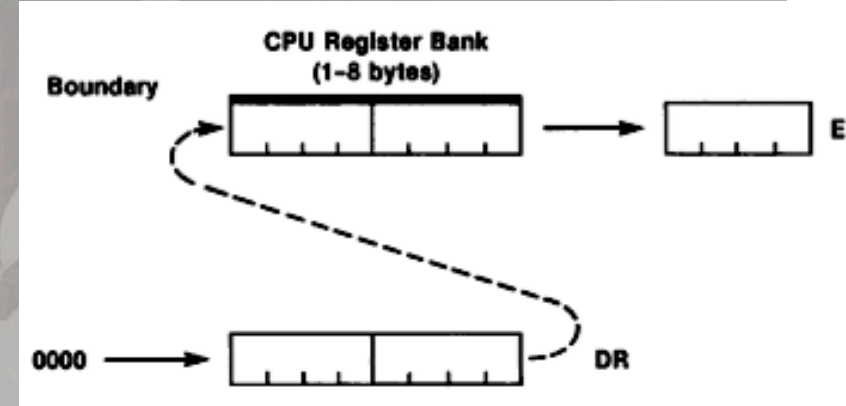 CPU Register Bank
(1-8 bytes)
Boundary
E
0000
DR